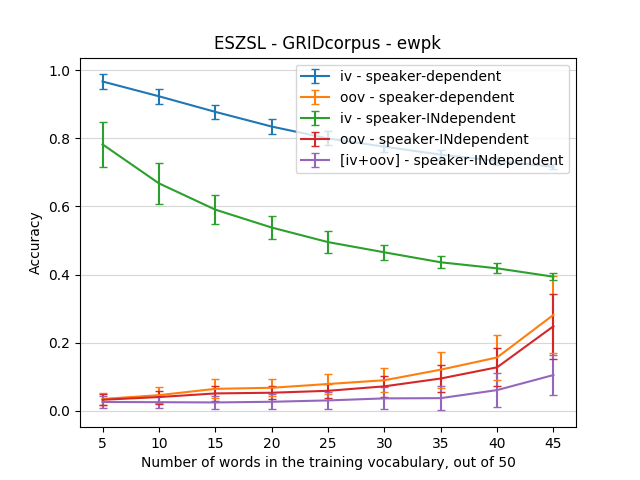 ESZSL - GRIDcorpus - ewpk
iv - speaker-dependent
oov - speaker-dependent
iv - speaker-INdependent
oov - speaker-INdependent
[iv+oov] - speaker-INdependent
1.0
0.8
0.6
0.4
0.2
0.0
Accuracy
5 10 15 20 25 30 35 40 45
Number of words in the training vocabulary, out of 50